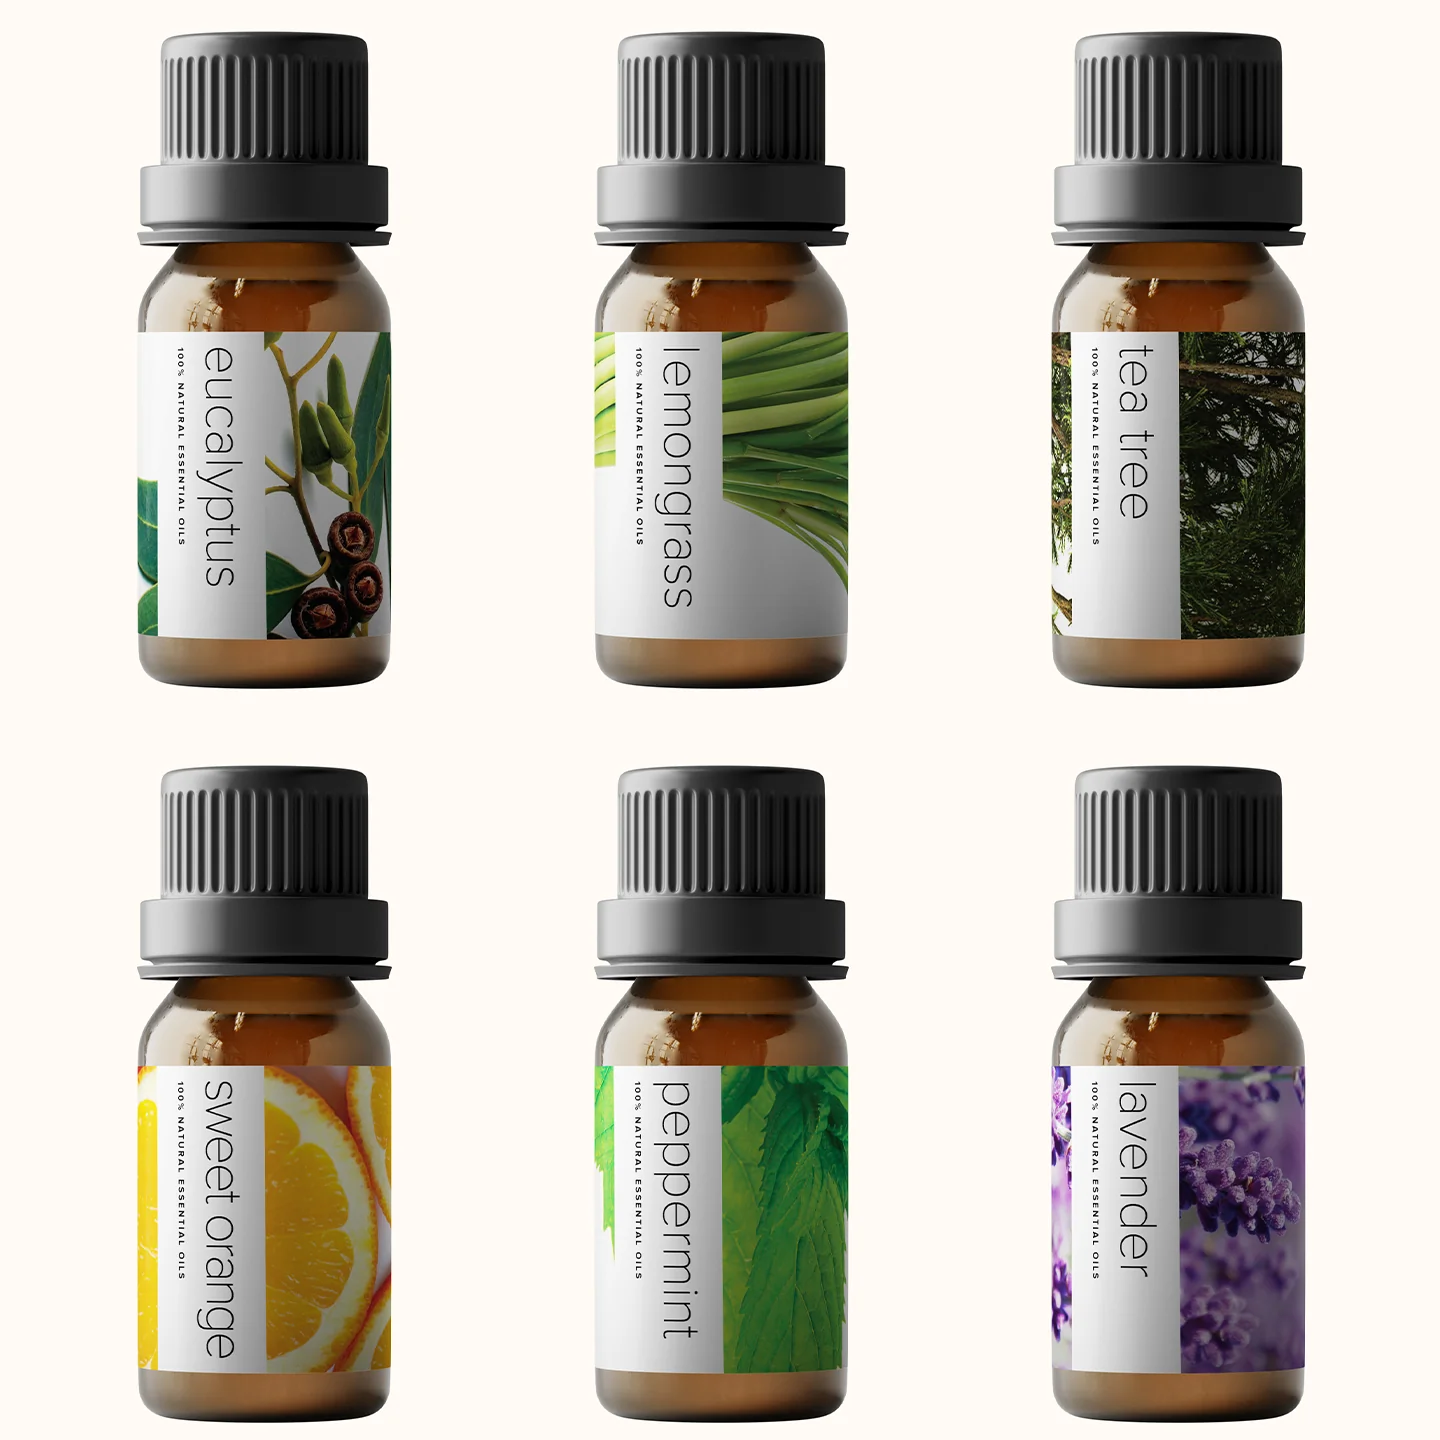 eucalyptus
100% NATURAL ESSENTIAL OILS
lemongrass
100% NATURAL ESSENTIAL OILS
tea tree
100% NATURAL ESSENTIAL OILS
sweet orange
100% NATURAL ESSENTIAL OILS
peppermint
100% NATURAL ESSENTIAL OILS
lavender
100% NATURAL ESSENTIAL OILS